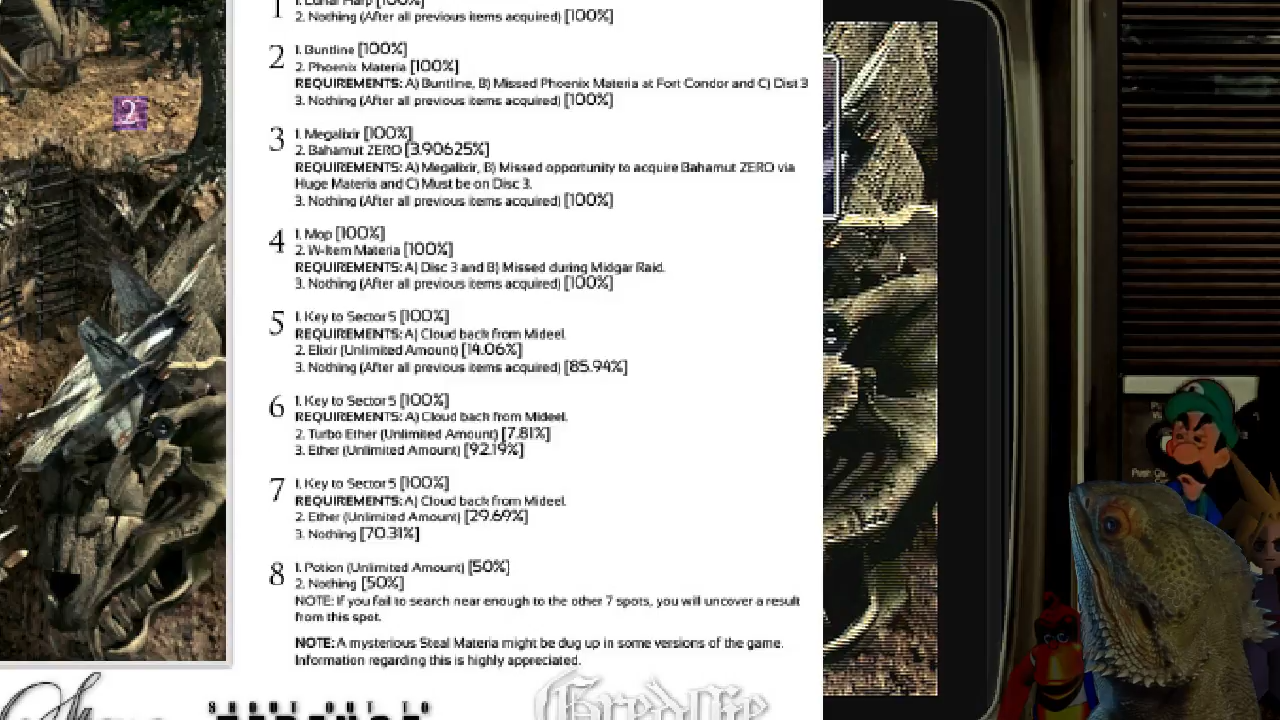 1
1. Lunar Harp [100%]
2. Nothing (After all previous items acquired) [100%]
2
1. Buntline [100%]
2. Phoenix Materia [100%]
REQUIREMENTS: A) Buntline, B) Missed Phoenix Materia at Fort Condor and C) Dist 3
3. Nothing (After all previous items acquired) [100%]
2
3
1. Megalixir [100%]
2. Bahamut ZERO [3.90625%]
REQUIREMENTS: A) Megalixir, B) Missed opportunity to acquire Bahamut ZERO via
Huge Materia and C) Must be on Disc 3.
3. Nothing (After all previous items acquired) [100%]
4
1. Mop [100%]
2. W-Item Materia [100%]
REQUIREMENTS: A) Disc 3 and B) Missed during Midgar Raid.
3. Nothing (After all previous items acquired) [100%]
5
1. Key to Sector 5 [100%]
REQUIREMENTS: A) Cloud back from Mideel.
2. Elixir (Unlimited Amount) [14.06%]
3. Nothing (After all previous items acquired) [85.94%]
6
1. Key to Sector 5 [100%]
REQUIREMENTS: A) Cloud back from Mideel.
2. Turbo Ether (Unlimited Amount) [7.81%]
3. Ether (Unlimited Amount) [92.19%]
7
1. Key to Sector 5 [100%]
REQUIREMENTS: A) Cloud back from Mideel.
2. Ether (Unlimited Amount) [29.69%]
3. Nothing [70.31%]
8
1. Potion (Unlimited Amount) [50%]
2. Nothing [50%]
NOTE: If you fail to search near enough to the other 7 spots, you will uncover a result
from this spot.
NOTE: A mysterious Steal Materia might be dug up in some versions of the game.
Information regarding this is highly appreciated.
SHOUT OUT TO